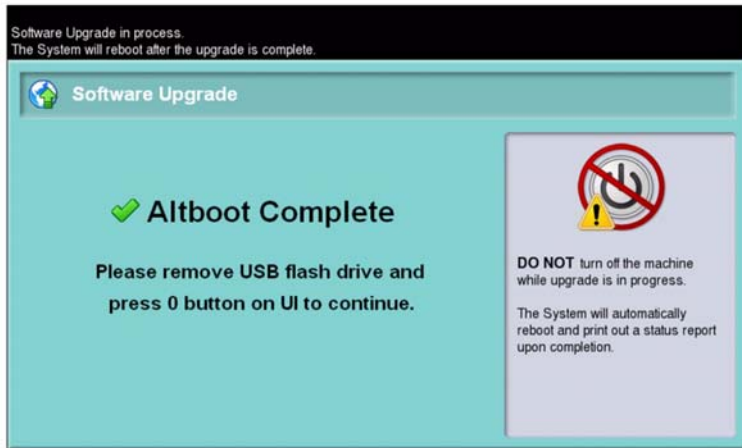 Software Upgrade in process.
The System will reboot after the upgrade is complete.
Software Upgrade
Altboot Complete
Please remove USB flash drive and
press 0 button on UI to continue.
DO NOT turn off the machine
while upgrade is in progress.
The System will automatically
reboot and print out a status report
upon completion.